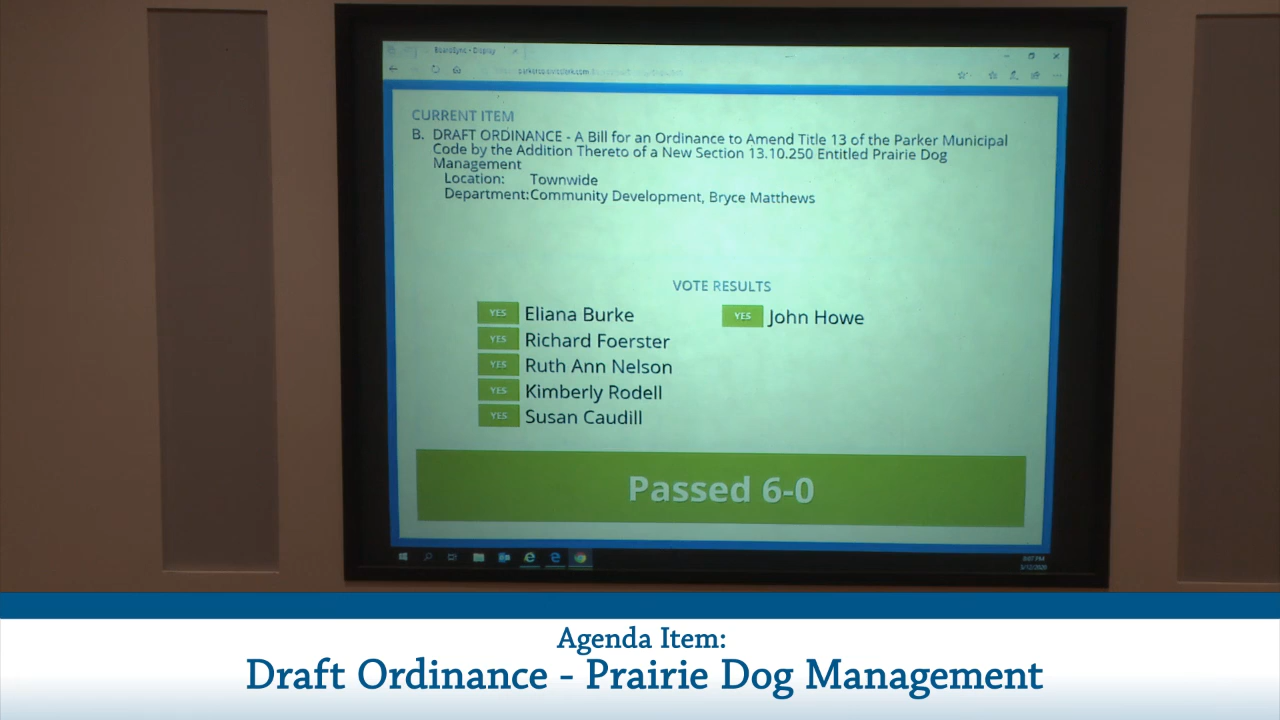 BoardSync - Display
CURRENT ITEM
B. DRAFT ORDINANCE - A Bill for an Ordinance to Amend Title 13 of the Parker Municipal
Code by the Addition Thereto of a New Section 13.10.250 Entitled Prairie Dog
Management
Location: Townwide
Department: Community Development, Bryce Matthews
VOTE RESULTS
YES Eliana Burke
YES Richard Foerster
YES Ruth Ann Nelson
YES Kimberly Rodell
YES Susan Caudill
YES John Howe
Passed 6-0
Agenda Item:
Draft Ordinance - Prairie Dog Management